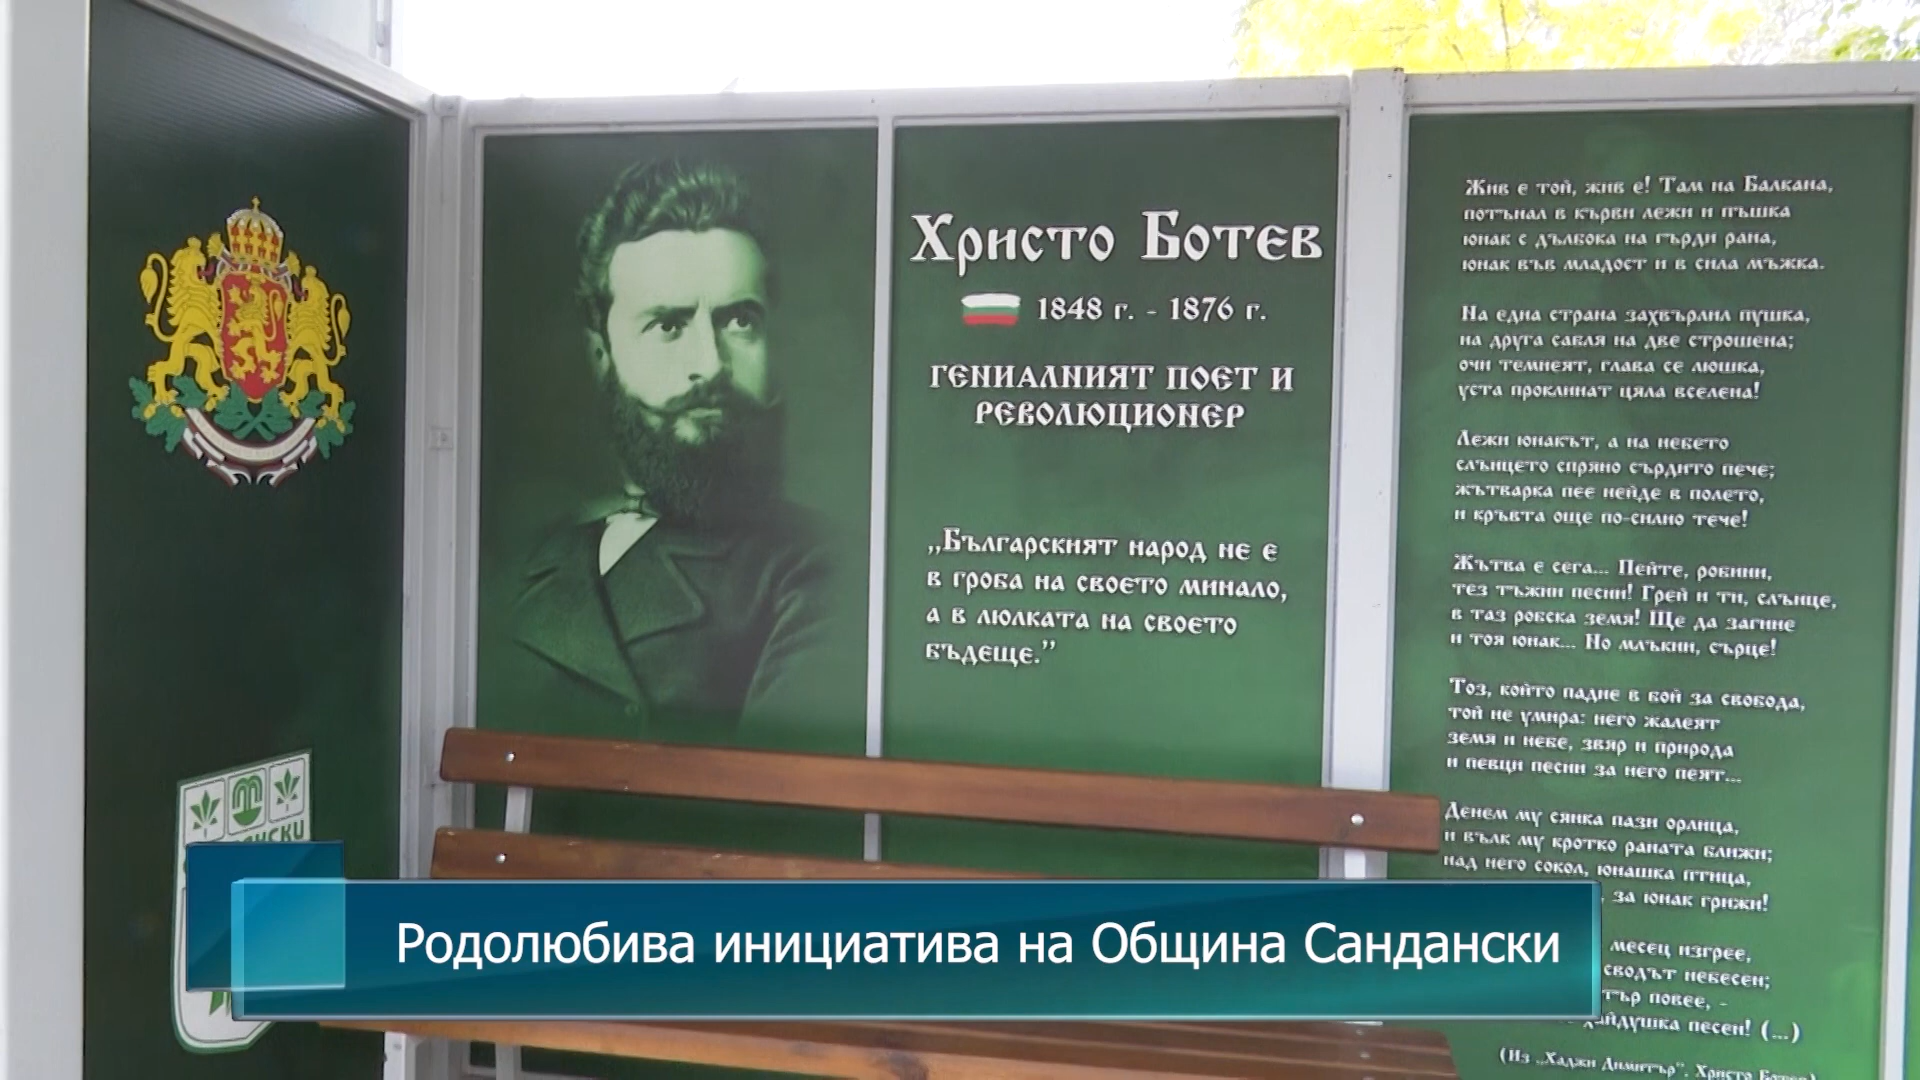 Христо Ботев
1848 г. - 1876 г.
ГЕНИАЛНИЯТ ПОЕТ И
РЕВОЛЮЦИОНЕР
„Българският народ не е
в гроба на своето минало,
а в люлката на своето
бъдеще.”
Жив е той, жив е! Там на Балкана,
потънал в кърви лежи и пъшка
юнак с дълбока на гърди рана,
юнак във младост и в сила мъжка.
На една страна захвърлил пушка,
на друга сабля на две строшена;
очи темнеят, глава се люшка,
уста проклинат цяла вселена!
Лежи юнакът, а на небето
слънцето спряно сърдито пече;
жътварка пее нейде в полето,
и кръвта още по-силно тече!
Жътва е сега... Пейте, робини,
тез тъжни песни! Грей и ти, слънце,
в таз робска земя! Ще да загине
и тоя юнак... Но млъкни, сърце!
Тоз, който падне в бой за свобода,
той не умира: него жалеят
земя и небе, звяр и природа
и певци песни за него пеят...
Денем му сянка пази орлица,
и вълк му кротко раната ближи;
над него сокол, юнашка птица,
за юнак грижи!
месец изгрее,
сводът небесен;
повее, -
хайдушка песен! (...)
(Из „Хаджи Димитър”, Христо Ботев)
Родолюбива инициатива на Община Сандански